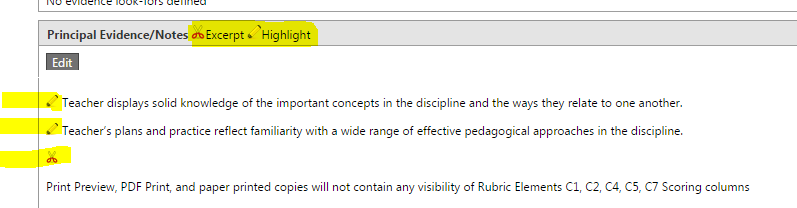 No evidence look-fors defined
Principal Evidence/Notes Excerpt Highlight
Edit
Teacher displays solid knowledge of the important concepts in the discipline and the ways they relate to one another.
Teacher's plans and practice reflect familiarity with a wide range of effective pedagogical approaches in the discipline.
Print Preview, PDF Print, and paper printed copies will not contain any visibility of Rubric Elements C1, C2, C4, C5, C7 Scoring columns